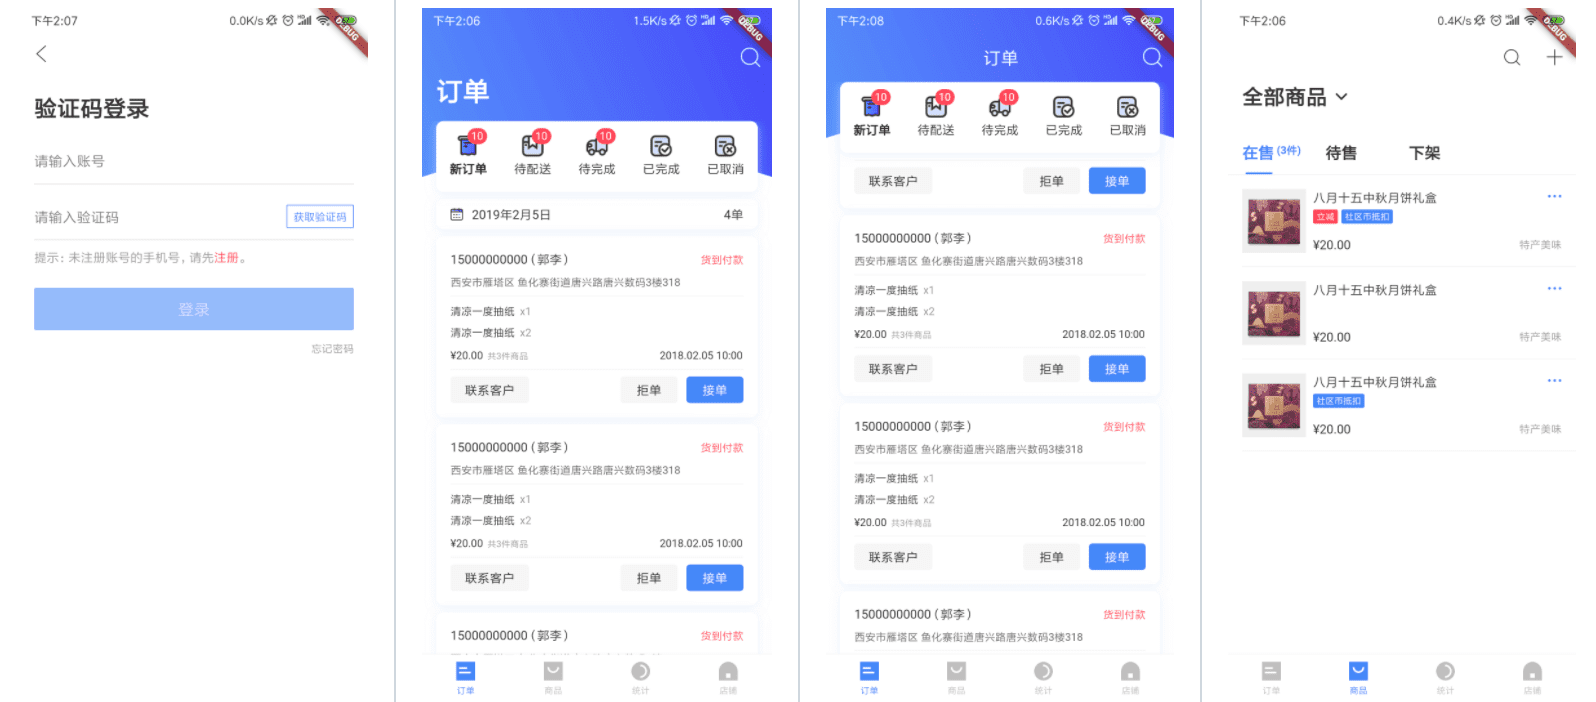 下午2:07
0.0K/s
DEBUG
验证码登录
请输入账号
请输入验证码
获取验证码
提示: 未注册账号的手机号, 请先注册。
登录
忘记密码
下午2:06
1.5K/s
DEBUG
订单
10 10 10
新订单 待配送 待完成 已完成 已取消
2019年2月5日 4单
15000000000 (郭李) 货到付款
西安市雁塔区 鱼化寨街道唐兴路唐兴数码3楼318
清凉一度抽纸 x1
清凉一度抽纸 x2
¥20.00 共3件商品 2018.02.05 10:00
联系客户 拒单 接单
15000000000 (郭李) 货到付款
西安市雁塔区 鱼化寨街道唐兴路唐兴数码3楼318
清凉一度抽纸 x1
清凉一度抽纸 x2
¥20.00 共3件商品 2018.02.05 10:00
联系客户 拒单 接单
15000000000 (郭李) 货到付款
订单 商品 统计 店铺
下午2:08
0.6K/s
DEBUG
订单
10 10 10
新订单 待配送 待完成 已完成 已取消
联系客户 拒单 接单
15000000000 (郭李) 货到付款
西安市雁塔区 鱼化寨街道唐兴路唐兴数码3楼318
清凉一度抽纸 x1
清凉一度抽纸 x2
¥20.00 共3件商品 2018.02.05 10:00
联系客户 拒单 接单
15000000000 (郭李) 货到付款
西安市雁塔区 鱼化寨街道唐兴路唐兴数码3楼318
清凉一度抽纸 x1
清凉一度抽纸 x2
¥20.00 共3件商品 2018.02.05 10:00
联系客户 拒单 接单
15000000000 (郭李) 货到付款
西安市雁塔区 鱼化寨街道唐兴路唐兴数码3楼318
订单 商品 统计 店铺
下午2:06
0.4K/s
DEBUG
全部商品
在售 (3件) 待售 下架
八月十五中秋月饼礼盒
立减 社区币抵扣
¥20.00 特产美味
八月十五中秋月饼礼盒
¥20.00 特产美味
八月十五中秋月饼礼盒
社区币抵扣
¥20.00 特产美味
订单 商品 统计 店铺